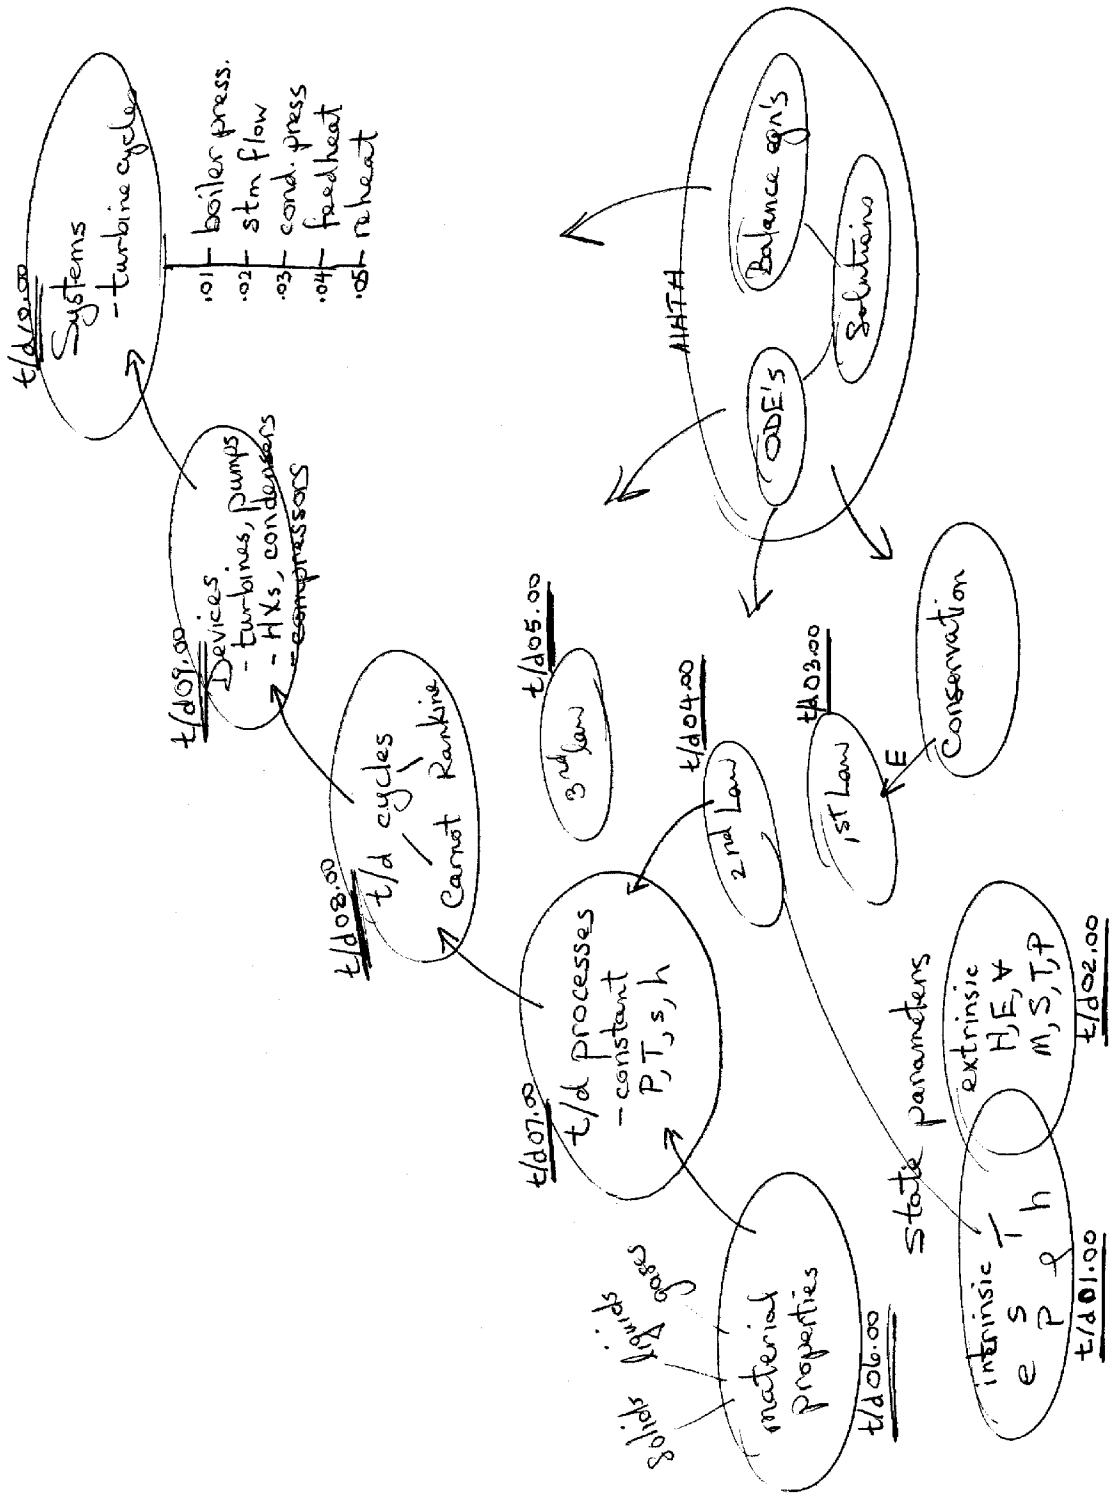 t/d10.00
Systems
- turbine cycles
.01 boiler press.
.02 stm flow
.03 cond. press
.04 feedheat
.05 reheat
t/d09.00
Devices
- turbines, pumps
- HXs, condensers
- compressors
t/d08.00
t/d cycles
Carnot Rankine
t/d07.00
t/d processes
- constant
P, T, s, h
t/d05.00
3rd law
t/d04.00
2nd Law
t/d03.00
1st Law
E
Conservation
MATH
ODE's
Balance eqn's
Solutions
solids liquids gases
material
properties
t/d06.00
State parameters
intrinsic
e s T
P ρ h
t/d01.00
extrinsic
H, E, V
M, S, T, P
t/d02.00